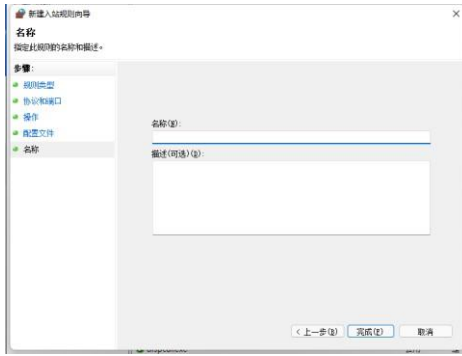 新建入站规则向导
名称
指定此规则的名称和描述。
步骤:
规则类型
协议和端口
操作
配置文件
名称
名称(N):
描述(可选)(D):
<上一步(B)
完成(F)
取消